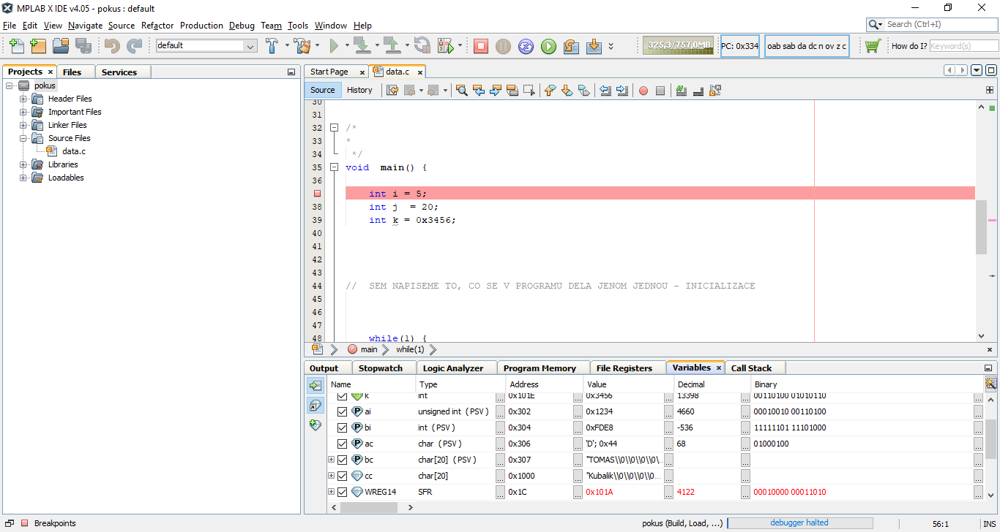 MPLAB X IDE v4.05 - pokus : default
File Edit View Navigate Source Refactor Production Debug Team Tools Window Help
Search (Ctrl+I)
default
325,3/757,0MB
PC: 0x334
oab sab da dc n ov z c
How do I? Keyword(s)
Projects
Files
Services
pokus
Header Files
Important Files
Linker Files
Source Files
data.c
Libraries
Loadables
Start Page
data.c
Source
History
30
31
32 /*
33 *
34 */
35 void main() {
36
int i = 5;
38 int j = 20;
39 int k = 0x3456;
40
41
42
43
44 // SEM NAPISEME TO, CO SE V PROGRAMU DELA JENOM JEDNOU - INICIALIZACE
45
46
47
48 while(1) {
main
while(1)
Output
Stopwatch
Logic Analyzer
Program Memory
File Registers
Variables
Call Stack
Name Type Address Value Decimal Binary
k int ... 0x101E ... 0x3456 ... 13398 ... 00110100 01010110 ...
P ai unsigned int (PSV) ... 0x302 ... 0x1234 ... 4660 ... 00010010 00110100 ...
P bi int (PSV) ... 0x304 ... 0xFDE8 ... -536 ... 11111101 11101000 ...
P ac char (PSV) ... 0x306 ... 'D'; 0x44 ... 68 ... 01000100 ...
P bc char[20] (PSV) ... 0x307 ... "TOMAS\\0\\0\\0\\0\... ... ... ...
cc char[20] ... 0x1000 ... "Kubalik\\0\\0\\0\\0... ... ... ...
WREG14 SFR ... 0x1C ... 0x101A ... 4122 ... 00010000 00011010 ...
Breakpoints
pokus (Build, Load, ...)
debugger halted
56:1
INS